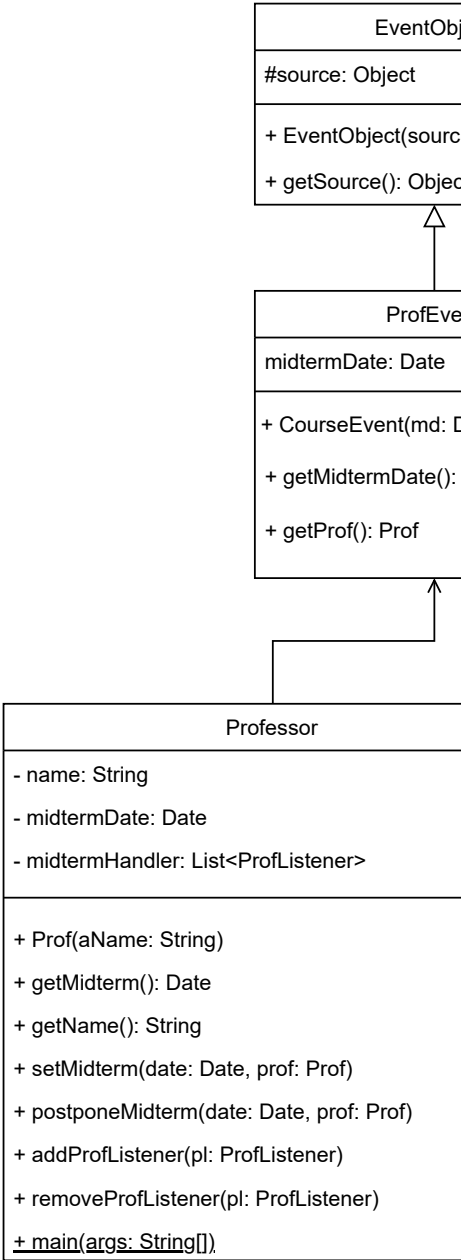 EventObj
#source: Object
+ EventObject(sourc
+ getSource(): Objec
ProfEve
midtermDate: Date
+ CourseEvent(md: D
+ getMidtermDate():
+ getProf(): Prof
Professor
- name: String
- midtermDate: Date
- midtermHandler: List<ProfListener>
+ Prof(aName: String)
+ getMidterm(): Date
+ getName(): String
+ setMidterm(date: Date, prof: Prof)
+ postponeMidterm(date: Date, prof: Prof)
+ addProfListener(pl: ProfListener)
+ removeProfListener(pl: ProfListener)
+ main(args: String[])